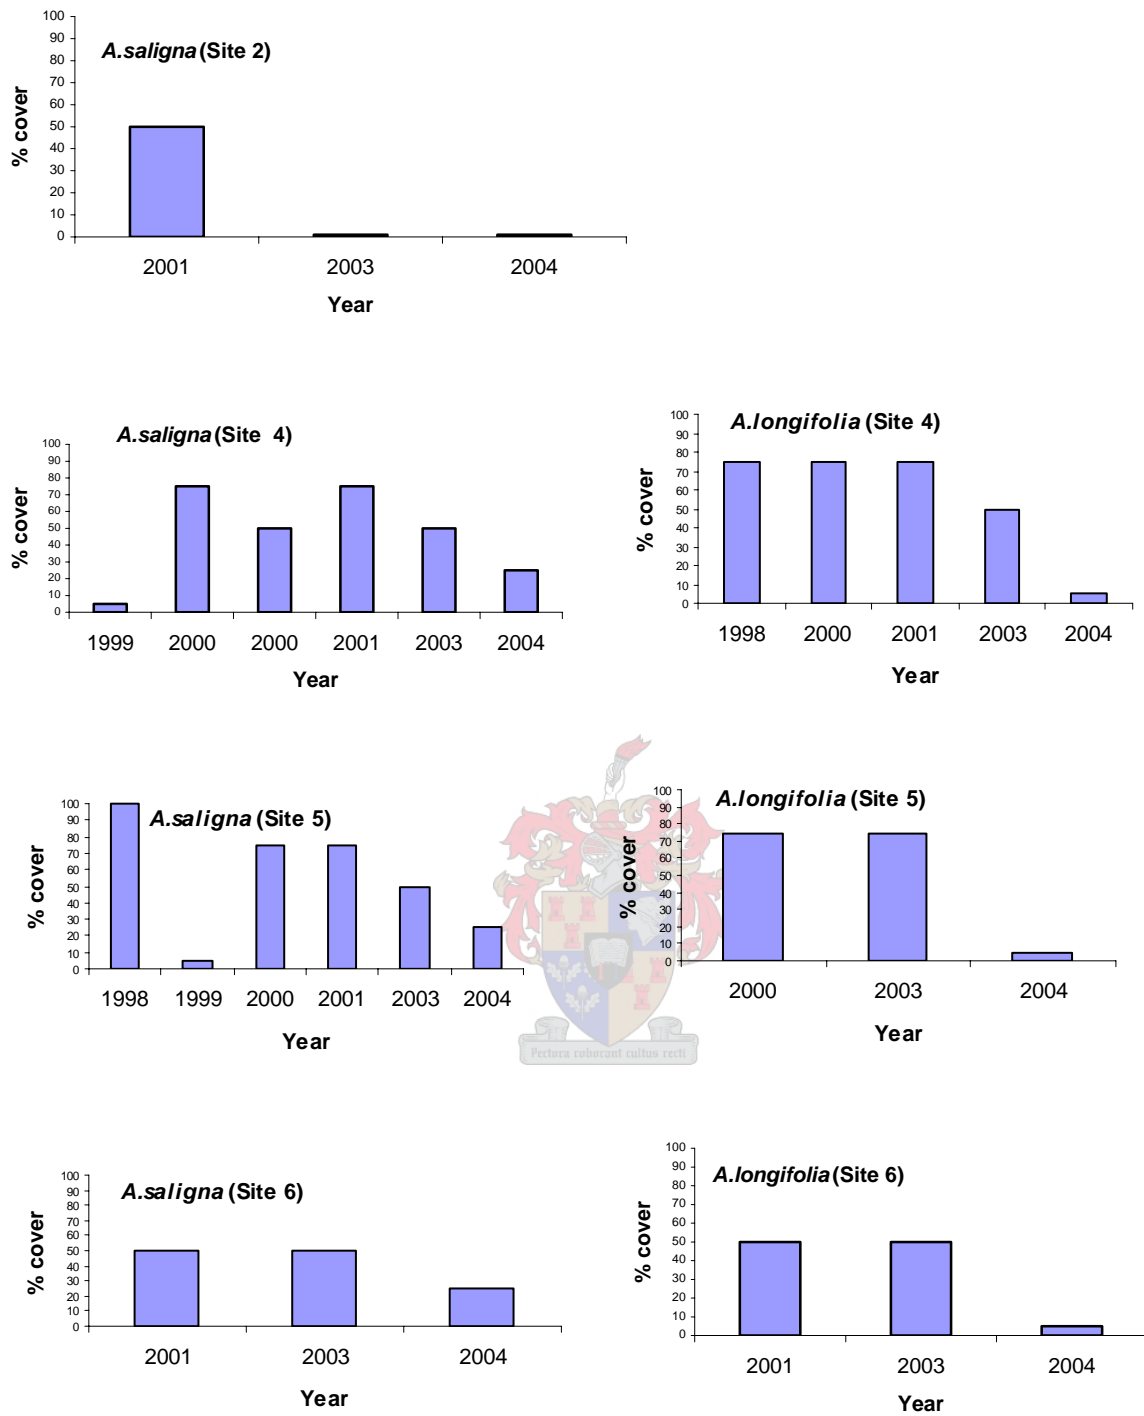 A.saligna (Site 2)
% cover
100
90
80
70
60
50
40
30
20
10
0
2001 2003 2004
Year
A.saligna (Site 4)
% cover
100
90
80
70
60
50
40
30
20
10
0
1999 2000 2000 2001 2003 2004
Year
A.longifolia (Site 4)
% cover
100
90
80
70
60
50
40
30
20
10
0
1998 2000 2001 2003 2004
Year
A.saligna (Site 5)
% cover
100
90
80
70
60
50
40
30
20
10
0
1998 1999 2000 2001 2003 2004
Year
A.longifolia (Site 5)
% cover
100
90
80
70
60
50
40
30
20
10
0
2000 2003 2004
Year
Pectora roborant cultus recti
A.saligna (Site 6)
% cover
100
90
80
70
60
50
40
30
20
10
0
2001 2003 2004
Year
A.longifolia (Site 6)
% cover
100
90
80
70
60
50
40
30
20
10
0
2001 2003 2004
Year